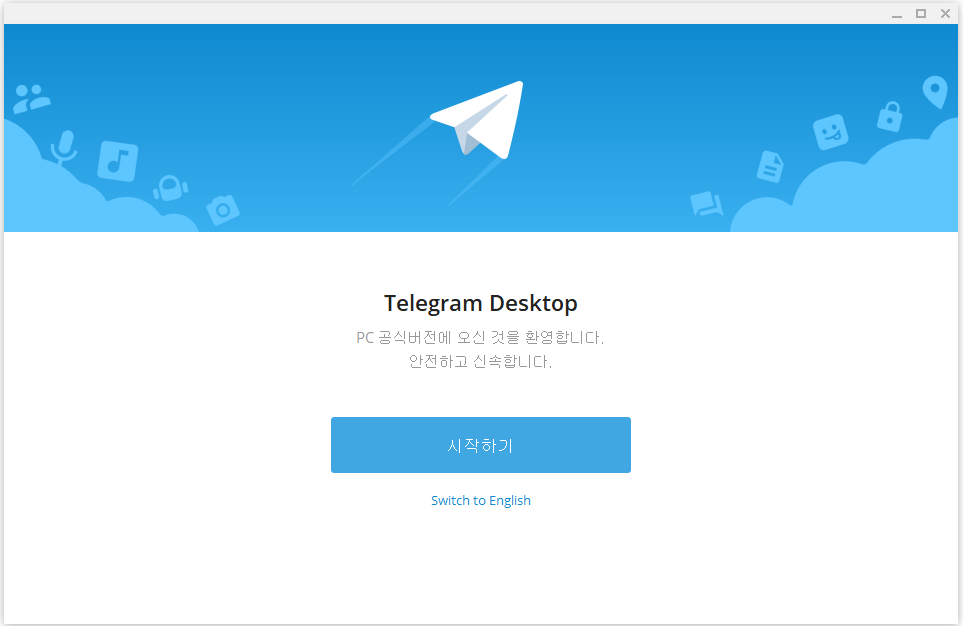 Telegram Desktop
PC 공식버전에 오신 것을 환영합니다.
안전하고 신속합니다.
시작하기
Switch to English